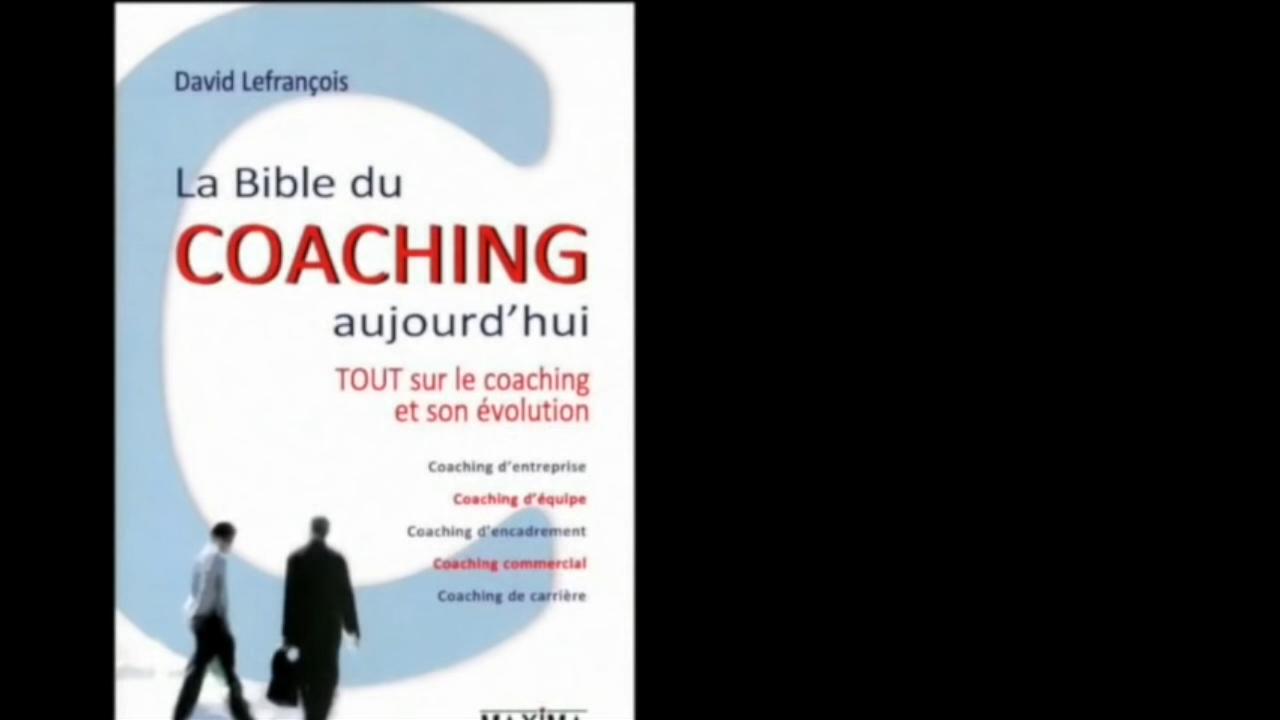 David Lefrançois
La Bible du
COACHING
aujourd'hui
TOUT sur le coaching
et son évolution
Coaching d'entreprise
Coaching d'équipe
Coaching d'encadrement
Coaching commercial
Coaching de carrière
MAXIMA